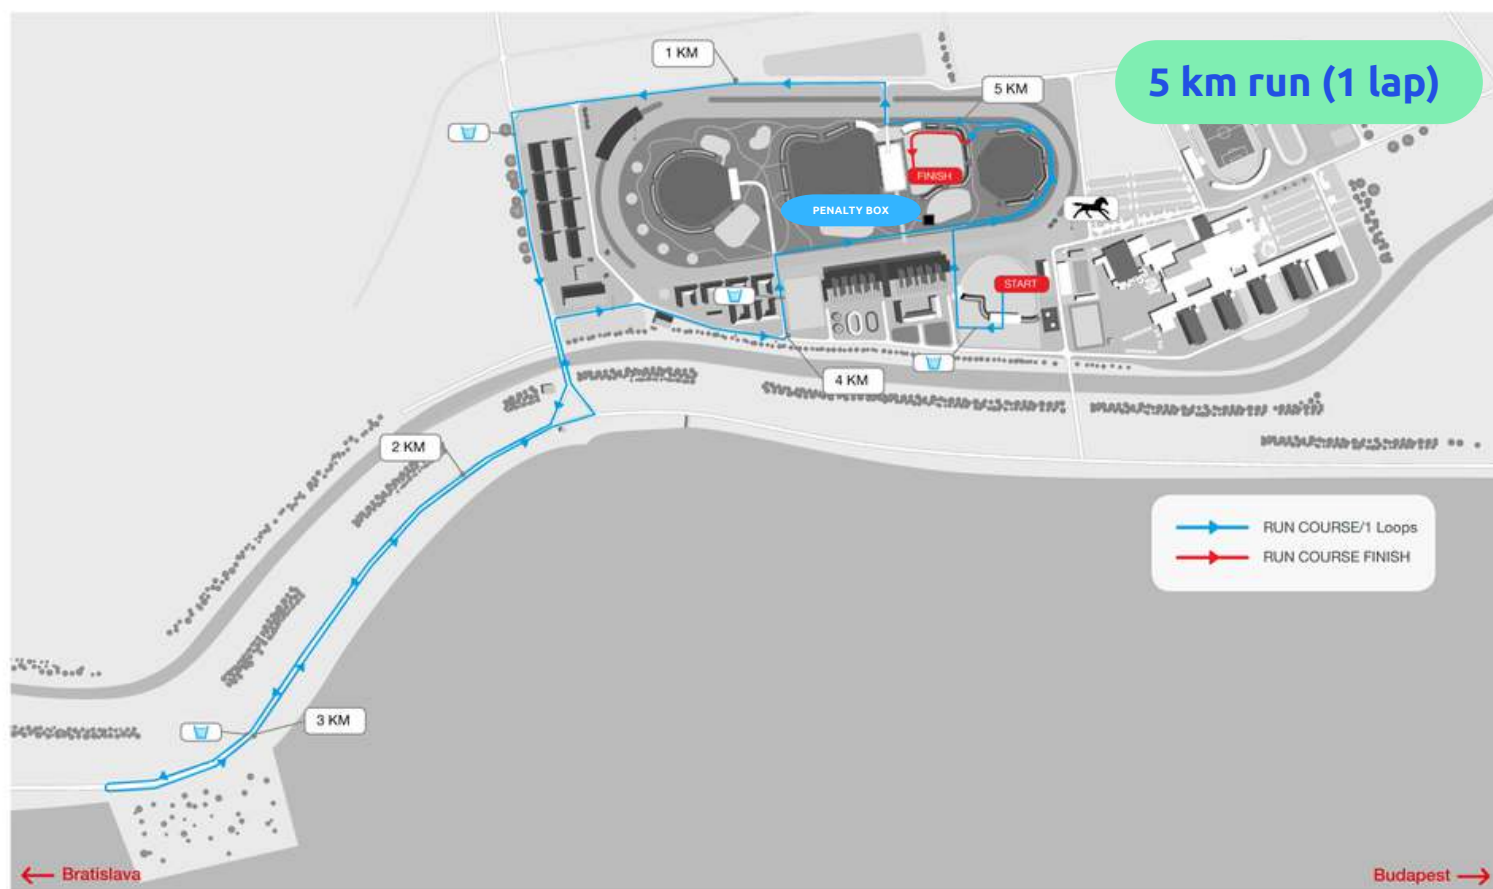 5 km run (1 lap)
1 KM
5 KM
FINISH
PENALTY BOX
START
4 KM
2 KM
RUN COURSE/1 Loops
RUN COURSE FINISH
3 KM
Bratislava
Budapest